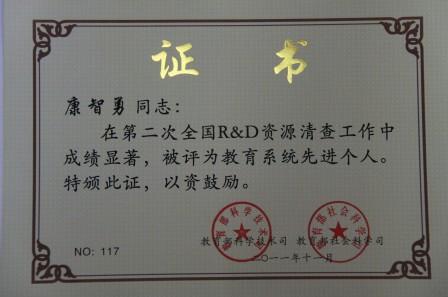 证书
康智勇同志：
在第二次全国R&D资源清查工作中
成绩显著，被评为教育系统先进个人。
特颁此证，以资鼓励。
教育部科学技术司 教育部社会科学司
NO: 117
二〇一一年十一月